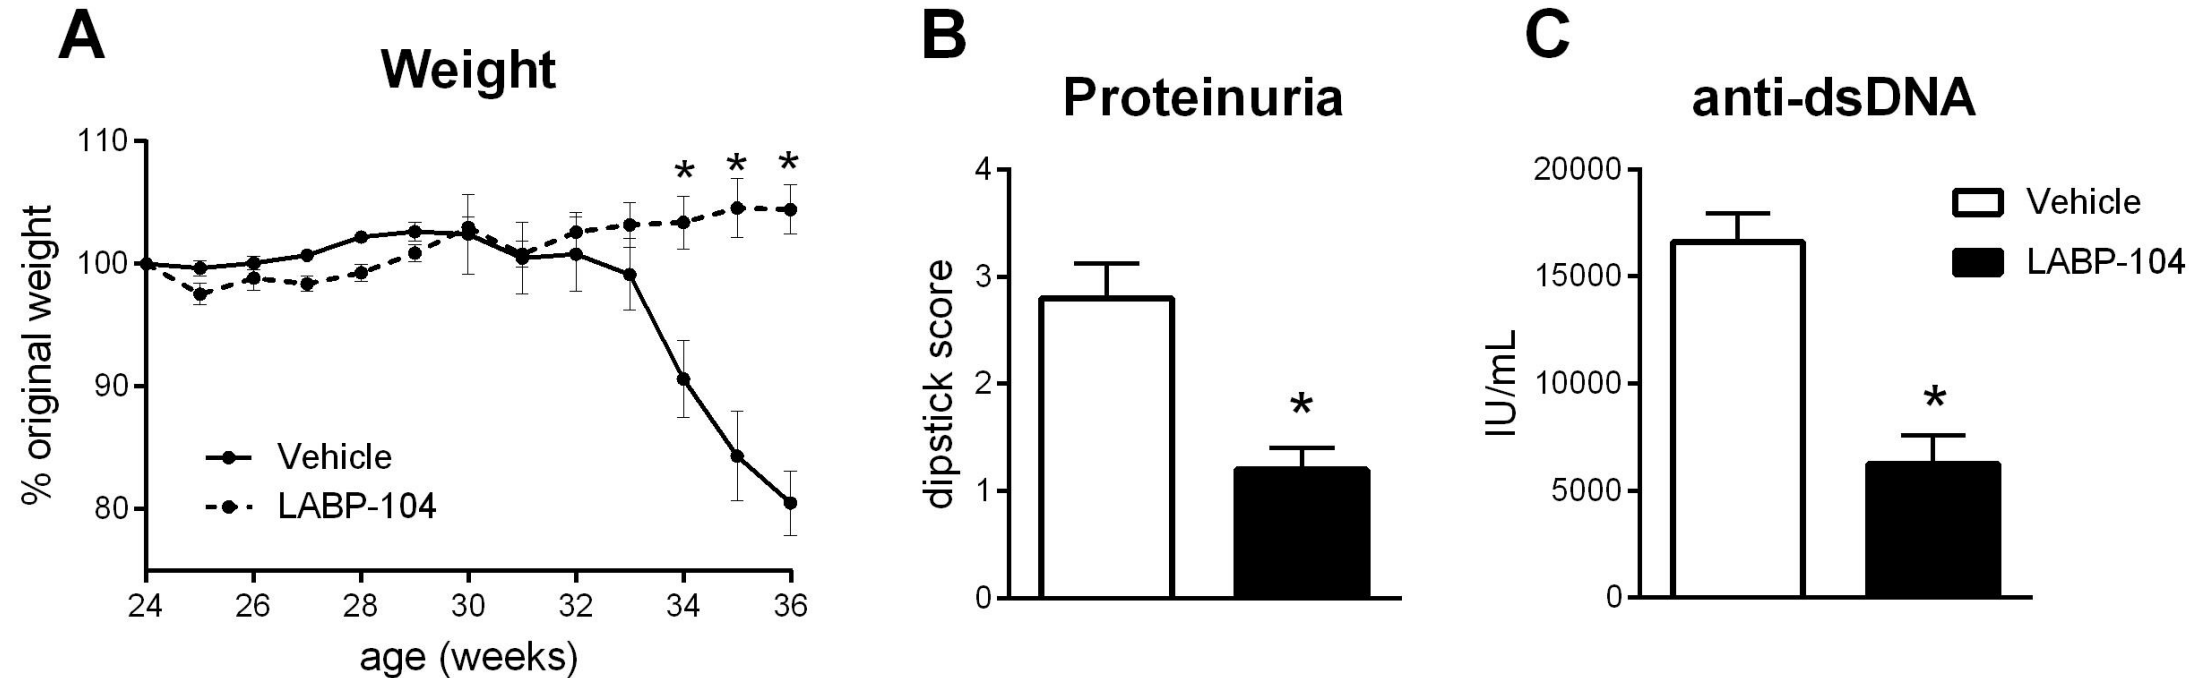 A
Weight
% original weight
110
100
90
80
* * *
Vehicle
LABP-104
24 26 28 30 32 34 36
age (weeks)
B
Proteinuria
dipstick score
4
3
2
1
0
*
C
anti-dsDNA
IU/mL
20000
15000
10000
5000
0
*
Vehicle
LABP-104